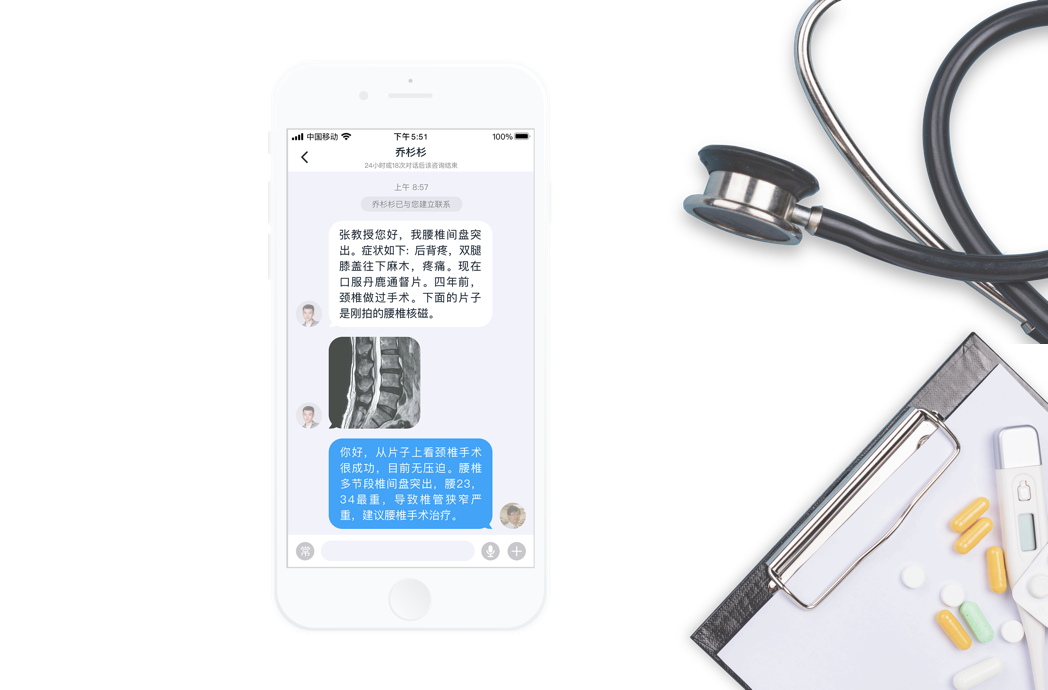 中国移动 下午5:51 100%
乔杉杉
24小时或18次对话后该咨询结束
上午 8:57
乔杉杉已与您建立联系
张教授您好，我腰椎间盘突
出。症状如下: 后背疼，双腿
膝盖往下麻木，疼痛。现在
口服丹鹿通督片。四年前，
颈椎做过手术。下面的片子
是刚拍的腰椎核磁。
你好，从片子上看颈椎手术
很成功，目前无压迫。腰椎
多节段椎间盘突出，腰23，
34最重，导致椎管狭窄严
重，建议腰椎手术治疗。
常